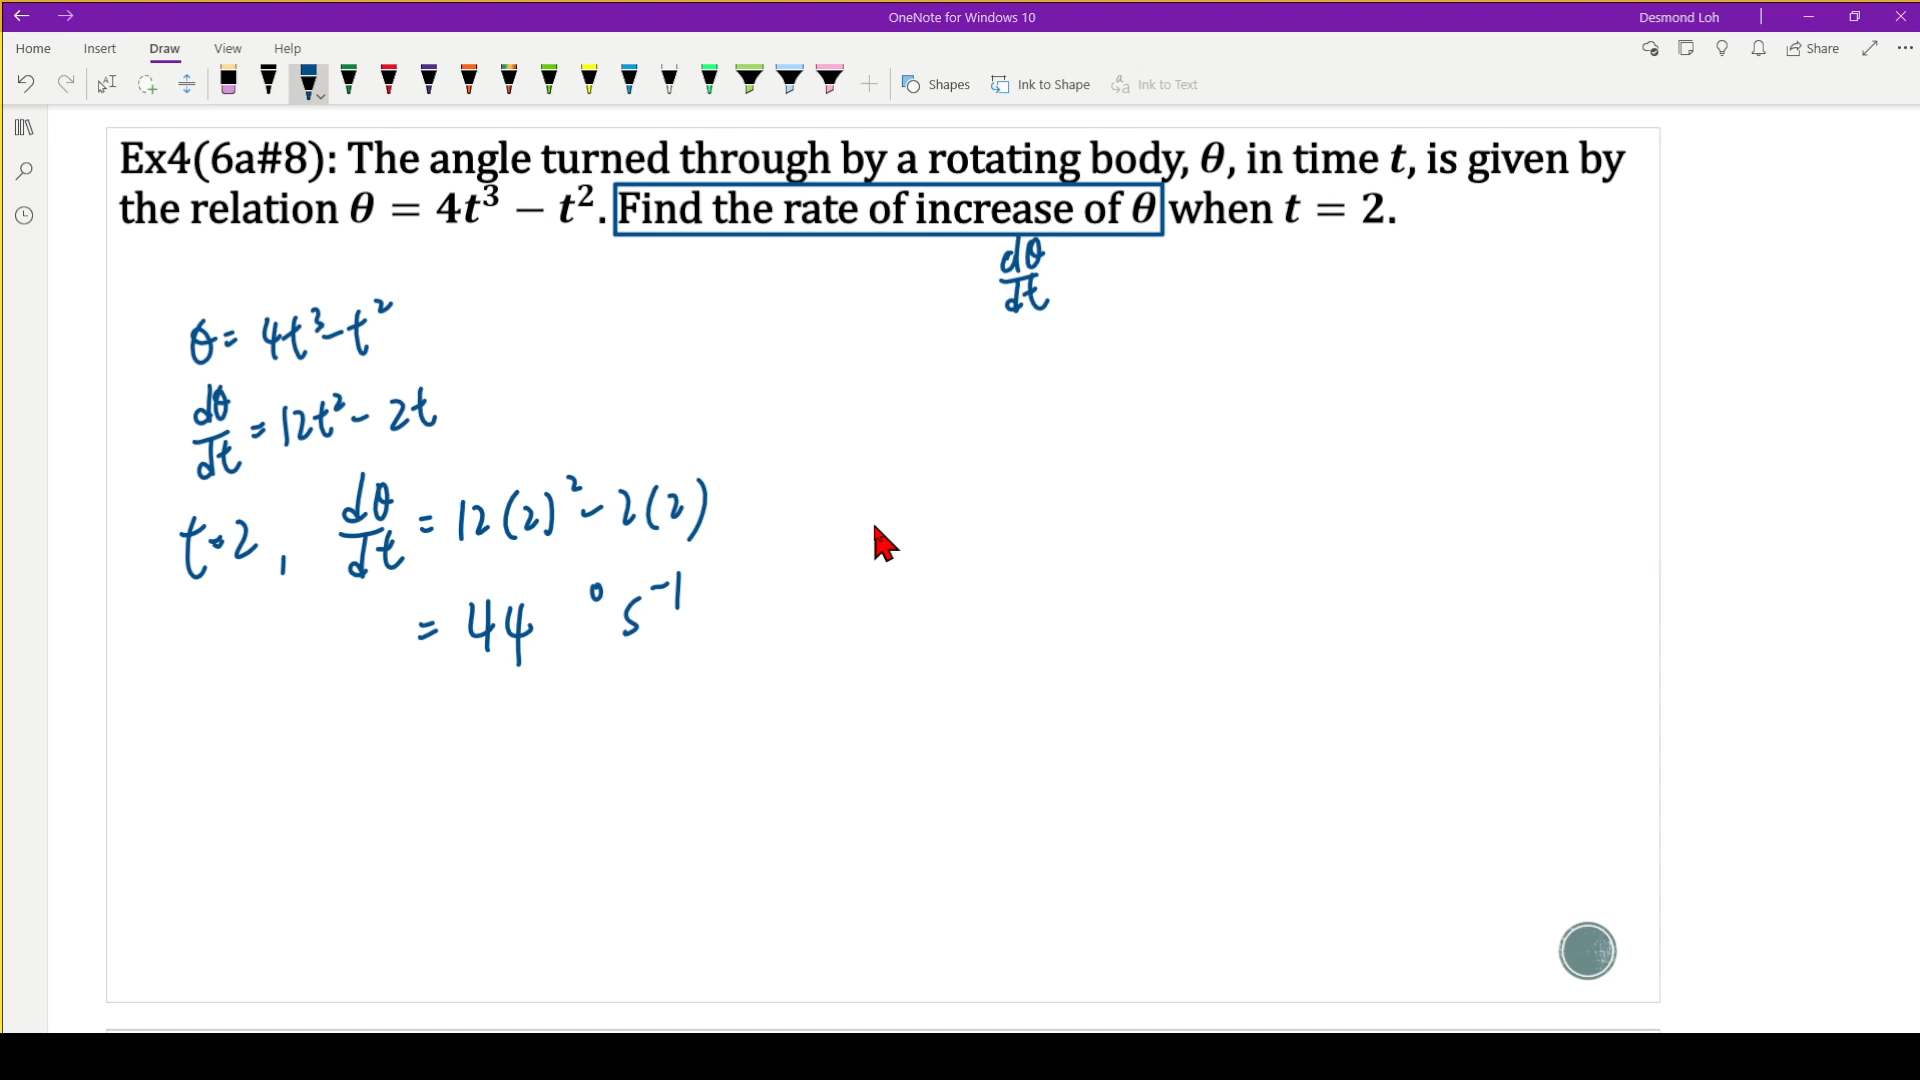 OneNote for Windows 10
Desmond Loh
Home Insert Draw View Help
Share
Shapes Ink to Shape Ink to Text
Ex4(6a#8): The angle turned through by a rotating body, θ, in time t, is given by
the relation θ = 4t³ − t². Find the rate of increase of θ when t = 2.
dθ/dt
θ = 4t³ − t²
dθ/dt = 12t² − 2t
t = 2, dθ/dt = 12(2)² − 2(2)
= 44 ° s⁻¹